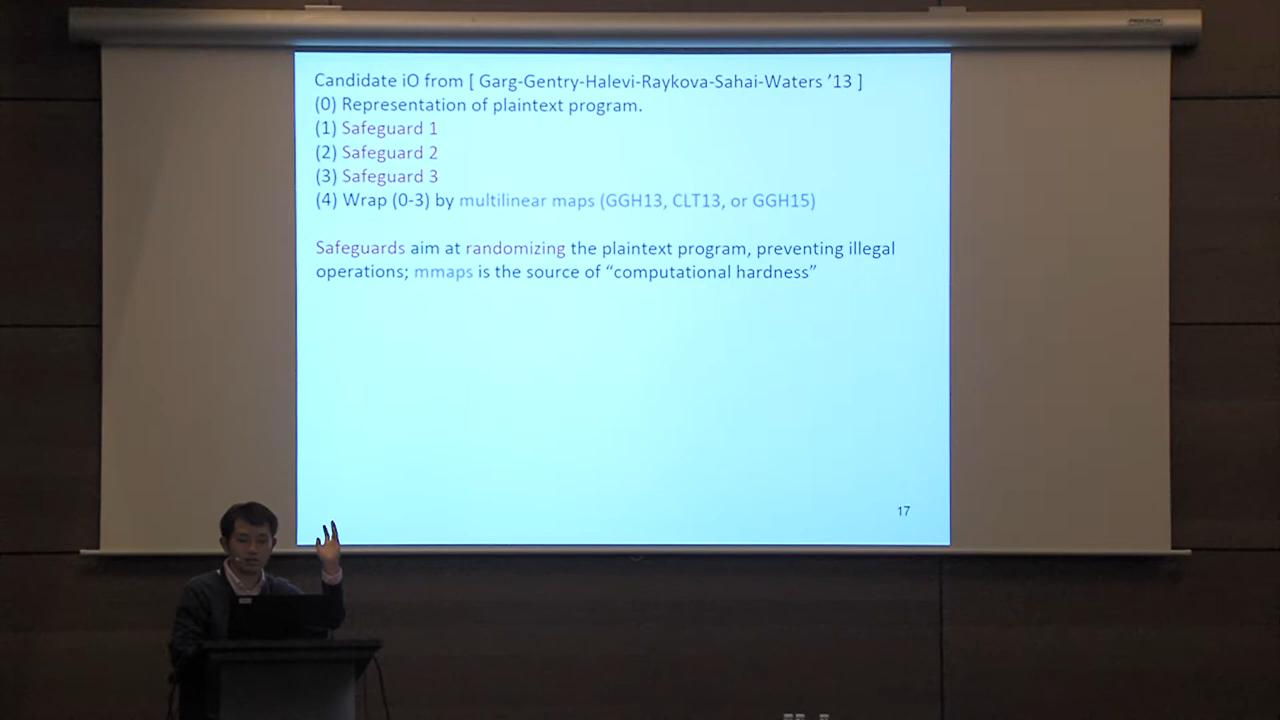 Candidate iO from [ Garg-Gentry-Halevi-Raykova-Sahai-Waters ’13 ]
(0) Representation of plaintext program.
(1) Safeguard 1
(2) Safeguard 2
(3) Safeguard 3
(4) Wrap (0-3) by multilinear maps (GGH13, CLT13, or GGH15)
Safeguards aim at randomizing the plaintext program, preventing illegal
operations; mmaps is the source of “computational hardness”
17